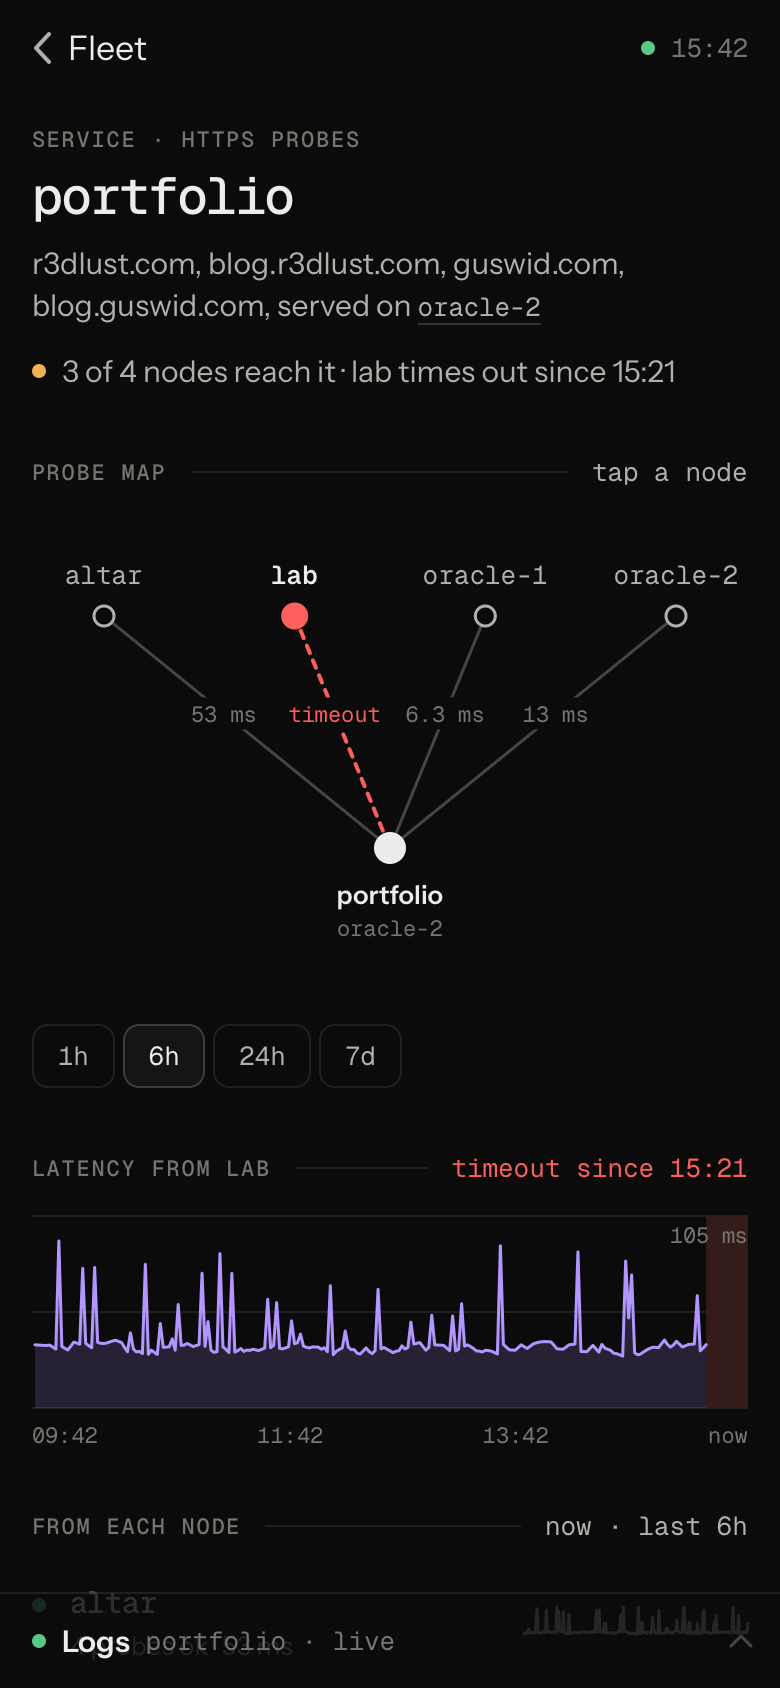 Fleet
15:42
SERVICE · HTTPS PROBES
portfolio
r3dlust.com, blog.r3dlust.com, guswid.com,
blog.guswid.com, served on oracle-2
3 of 4 nodes reach it · lab times out since 15:21
PROBE MAP
tap a node
altar
lab
oracle-1
oracle-2
53 ms
timeout
6.3 ms
13 ms
portfolio
oracle-2
1h
6h
24h
7d
LATENCY FROM LAB
timeout since 15:21
105 ms
09:42
11:42
13:42
now
FROM EACH NODE
now · last 6h
altar
Logs portfolio · live